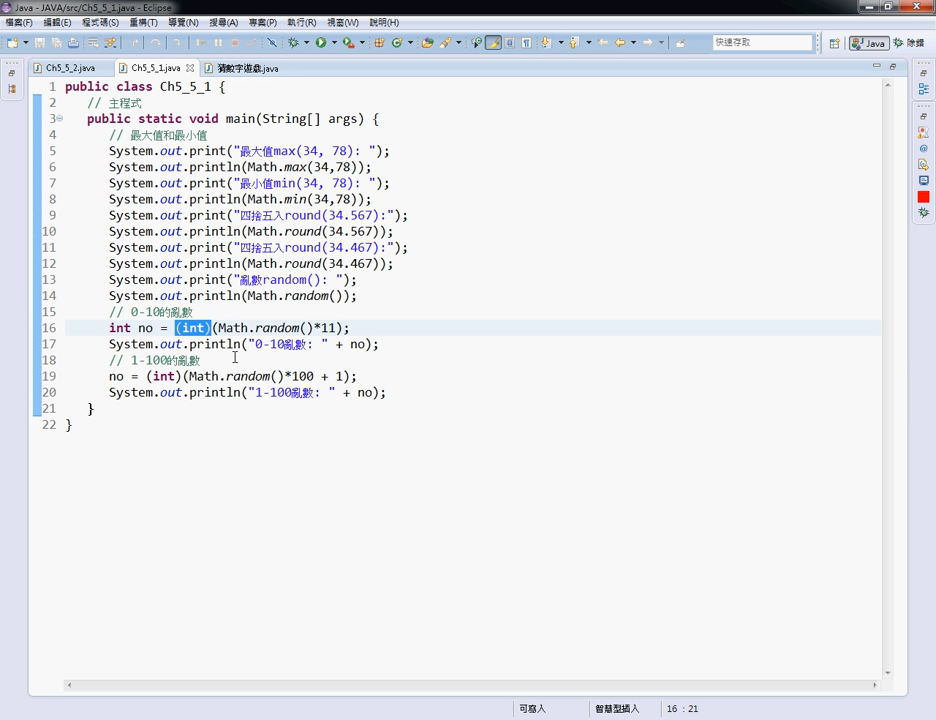 Java - JAVA/src/Ch5_5_1.java - Eclipse
檔案(F) 編輯(E) 程式碼(S) 重構(T) 導覽(N) 搜尋(A) 專案(P) 執行(R) 視窗(W) 說明(H)
快速存取 Java 除錯
Ch5_5_2.java Ch5_5_1.java 猜數字遊戲.java
1 public class Ch5_5_1 {
2 // 主程式
3 public static void main(String[] args) {
4 // 最大值和最小值
5 System.out.print("最大值max(34, 78): ");
6 System.out.println(Math.max(34,78));
7 System.out.print("最小值min(34, 78): ");
8 System.out.println(Math.min(34,78));
9 System.out.print("四捨五入round(34.567):");
10 System.out.println(Math.round(34.567));
11 System.out.print("四捨五入round(34.467):");
12 System.out.println(Math.round(34.467));
13 System.out.print("亂數random(): ");
14 System.out.println(Math.random());
15 // 0-10的亂數
16 int no = (int)(Math.random()*11);
17 System.out.println("0-10亂數: " + no);
18 // 1-100的亂數
19 no = (int)(Math.random()*100 + 1);
20 System.out.println("1-100亂數: " + no);
21 }
22 }
可寫入 智慧型插入 16 : 21